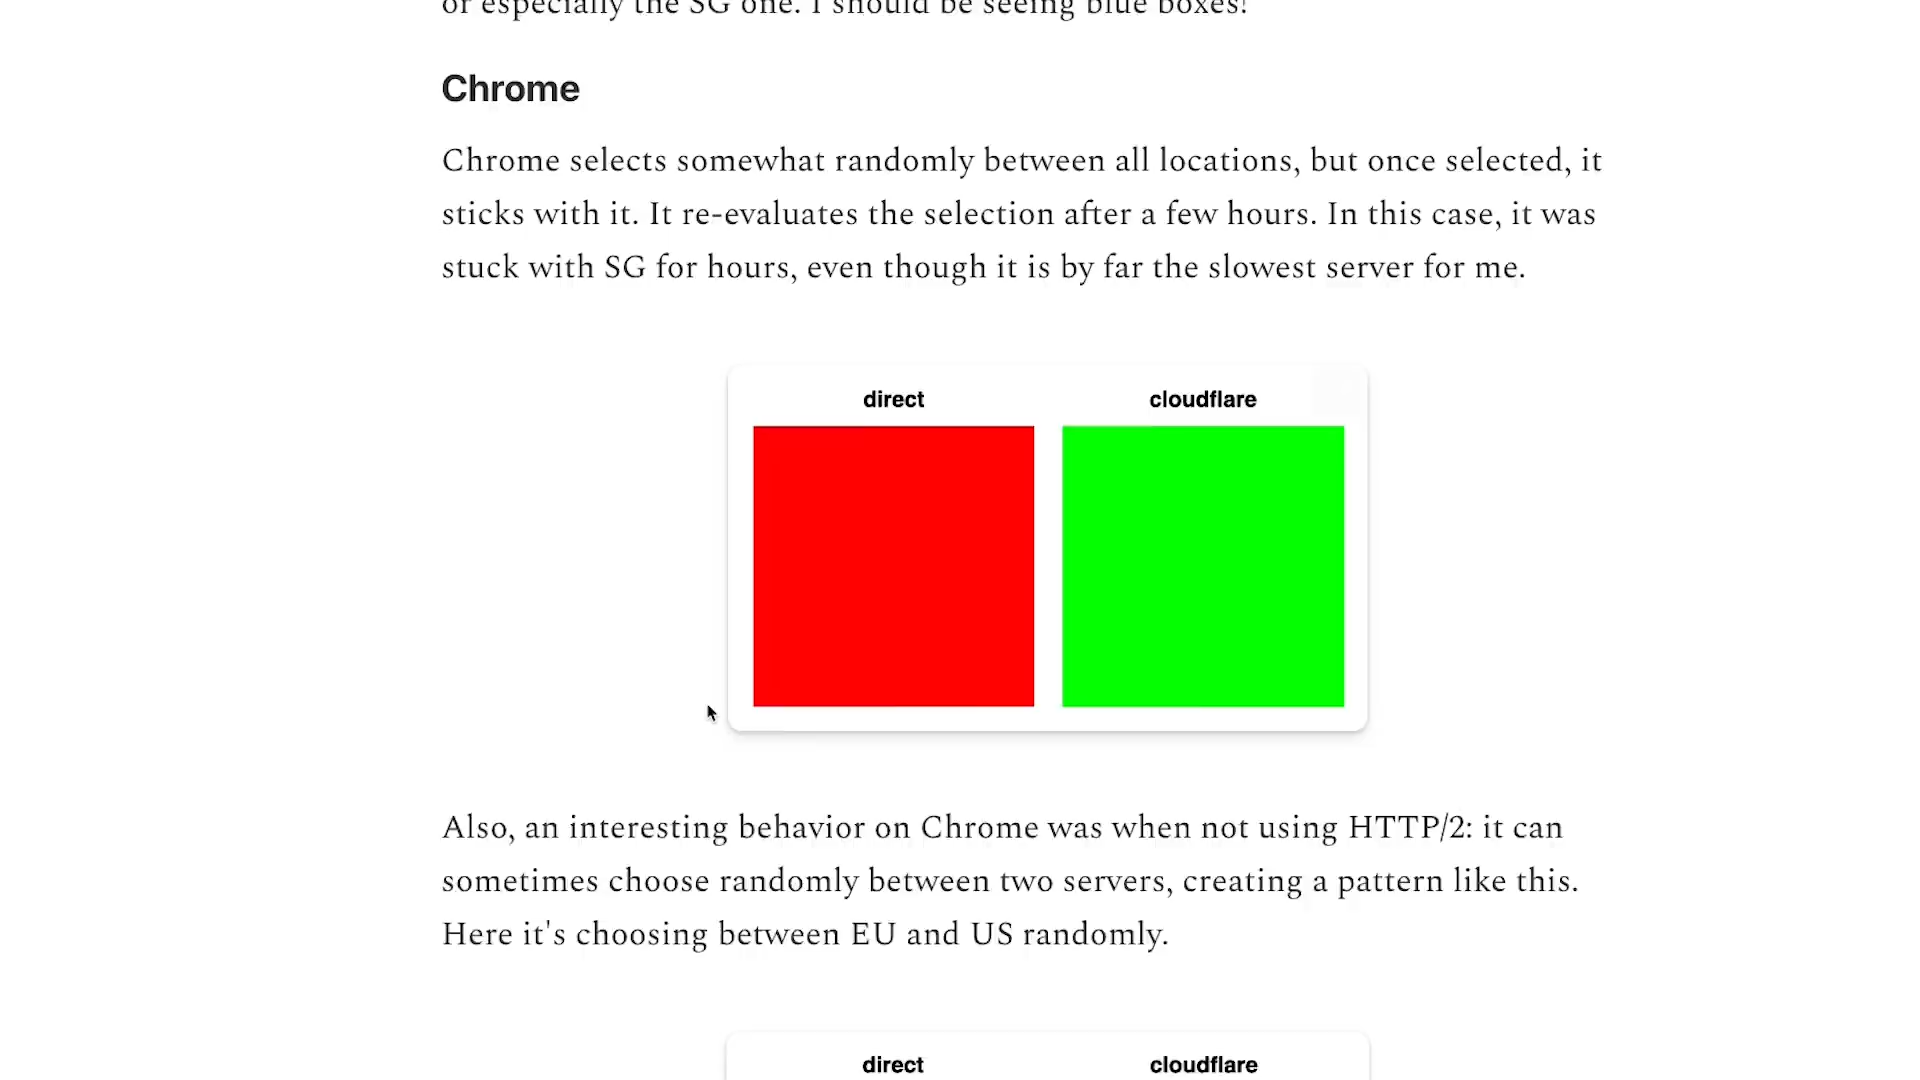 or especially the SG one. I should be seeing blue boxes!
Chrome
Chrome selects somewhat randomly between all locations, but once selected, it
sticks with it. It re-evaluates the selection after a few hours. In this case, it was
stuck with SG for hours, even though it is by far the slowest server for me.
direct cloudflare
Also, an interesting behavior on Chrome was when not using HTTP/2: it can
sometimes choose randomly between two servers, creating a pattern like this.
Here it's choosing between EU and US randomly.
direct cloudflare